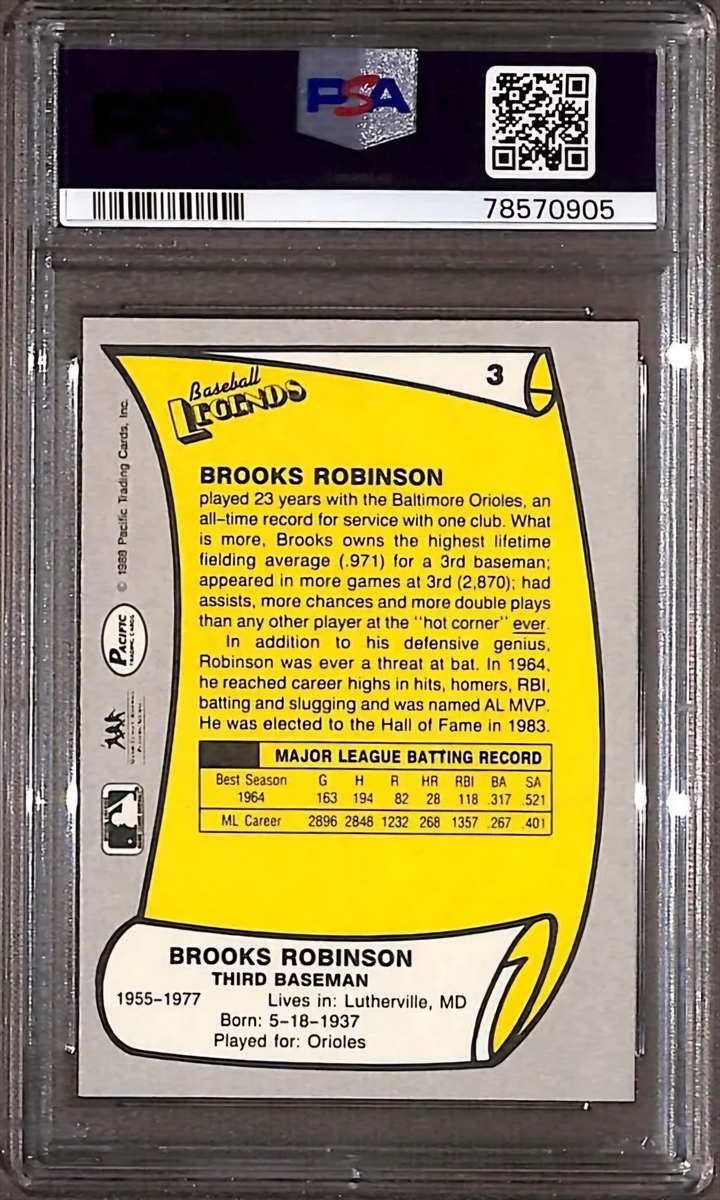 PSA
78570905
3
Baseball
LEGENDS
BROOKS ROBINSON
played 23 years with the Baltimore Orioles, an
all-time record for service with one club. What
is more, Brooks owns the highest lifetime
fielding average (.971) for a 3rd baseman;
appeared in more games at 3rd (2,870); had
assists, more chances and more double plays
than any other player at the "hot corner" ever.
In addition to his defensive genius,
Robinson was ever a threat at bat. In 1964,
he reached career highs in hits, homers, RBI,
batting and slugging and was named AL MVP.
He was elected to the Hall of Fame in 1983.
MAJOR LEAGUE BATTING RECORD
Best Season G H R HR RBI BA SA
1964 163 194 82 28 118 .317 .521
ML Career 2896 2848 1232 268 1357 .267 .401
BROOKS ROBINSON
THIRD BASEMAN
1955-1977 Lives in: Lutherville, MD
Born: 5-18-1937
Played for: Orioles
© 1988 Pacific Trading Cards, Inc.
PACIFIC
TRADING CARDS